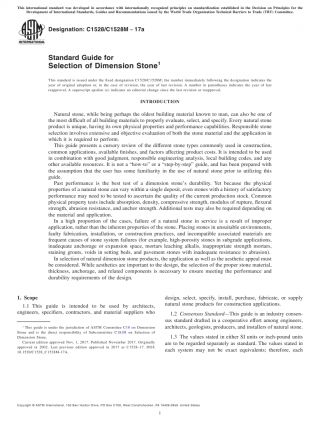 This international standard was developed in accordance with internationally recognized principles on standardization established in the Decision on Principles for the
Development of International Standards, Guides and Recommendations issued by the World Trade Organization Technical Barriers to Trade (TBT) Committee.
ASTM
INTERNATIONAL
Designation: C1528/C1528M − 17a
Standard Guide for
Selection of Dimension Stone1
This standard is issued under the fixed designation C1528/C1528M; the number immediately following the designation indicates the
year of original adoption or, in the case of revision, the year of last revision. A number in parentheses indicates the year of last
reapproval. A superscript epsilon (ε) indicates an editorial change since the last revision or reapproval.
INTRODUCTION
Natural stone, while being perhaps the oldest building material known to man, can also be one of
the most difficult of all building materials to properly evaluate, select, and specify. Every natural stone
product is unique, having its own physical properties and performance capabilities. Responsible stone
selection involves extensive and objective evaluation of both the stone material and the application in
which it is required to perform.
This guide presents a cursory review of the different stone types commonly used in construction,
common applications, available finishes, and factors affecting product costs. It is intended to be used
in combination with good judgment, responsible engineering analysis, local building codes, and any
other available resources. It is not a “how-to” or a “step-by-step” guide, and has been prepared with
the assumption that the user has some familiarity in the use of natural stone prior to utilizing this
guide.
Past performance is the best test of a dimension stone’s durability. Yet because the physical
properties of a natural stone can vary within a single deposit, even stones with a history of satisfactory
performance may need to be tested to ascertain the quality of the current production stock. Common
physical property tests include absorption, density, compressive strength, modulus of rupture, flexural
strength, abrasion resistance, and anchor strength. Additional tests may also be required depending on
the material and application.
In a high proportion of the cases, failure of a natural stone in service is a result of improper
application, rather than the inherent properties of the stone. Placing stones in unsuitable environments,
faulty fabrication, installation, or construction practices, and incompatible associated materials are
frequent causes of stone system failures (for example, high-porosity stones in subgrade applications,
inadequate anchorage or expansion space, mortars leaching alkalis, inappropriate strength mortars,
staining grouts, voids in setting beds, and pavement stones with inadequate resistance to abrasion).
In selection of natural dimension stone products, the application as well as the aesthetic appeal must
be considered. While aesthetics are important to the design, the selection of the proper stone material,
thickness, anchorage, and related components is necessary to ensure meeting the performance and
durability requirements of the design.
1. Scope
1.1 This guide is intended to be used by architects,
engineers, specifiers, contractors, and material suppliers who
1 This guide is under the jurisdiction of ASTM Committee C18 on Dimension
Stone and is the direct responsibility of Subcommittee C18.08 on Selection of
Dimension Stone.
Current edition approved Nov. 1, 2017. Published November 2017. Originally
approved in 2002. Last previous edition approved in 2017 as C1528–17. DOI:
10.1520/C1528_C1528M-17A.
design, select, specify, install, purchase, fabricate, or supply
natural stone products for construction applications.
1.2 Consensus Standard—This guide is an industry consen-
sus standard drafted in a cooperative effort among engineers,
architects, geologists, producers, and installers of natural stone.
1.3 The values stated in either SI units or inch-pound units
are to be regarded separately as standard. The values stated in
each system may not be exact equivalents; therefore, each
Copyright © ASTM International, 100 Barr Harbor Drive, PO Box C700, West Conshohocken, PA 19428-2959. United States
1